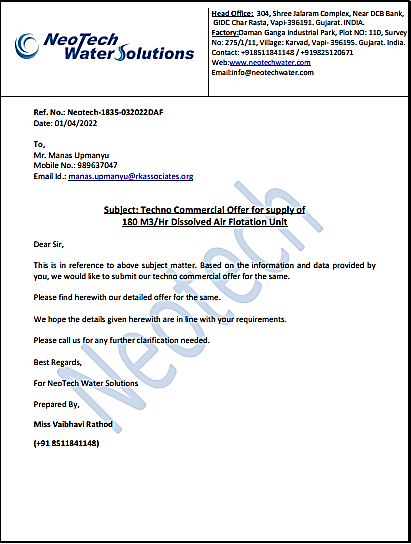 NeoTech
Water Solutions
Head Office: 304, Shree Jalaram Complex, Near DCB Bank,
GIDC Char Rasta, Vapi-396191. Gujarat. INDIA.
Factory:Daman Ganga Industrial Park, Plot NO: 110, Survey
No: 275/1/11, Village: Karvad, Vapi- 396195. Gujarat. India.
Contact: +918511841148 / +919825120671
Web:www.neotechwater.com
Email:info@neotechwater.com
Ref. No.: Neotech-1835-032022DAF
Date: 01/04/2022
To,
Mr. Manas Upmanyu
Mobile No.: 989637047
Email Id.: manas.upmanyu@rkassociates.org
Subject: Techno Commercial Offer for supply of
180 M3/Hr Dissolved Air Flotation Unit
Dear Sir,
This is in reference to above subject matter. Based on the information and data provided by
you, we would like to submit our techno commercial offer for the same.
Please find herewith our detailed offer for the same.
We hope the details given herewith are in line with your requirements.
Please call us for any further clarification needed.
Best Regards,
For NeoTech Water Solutions
Prepared By,
Miss Vaibhavi Rathod
(+91 8511841148)
Neotech